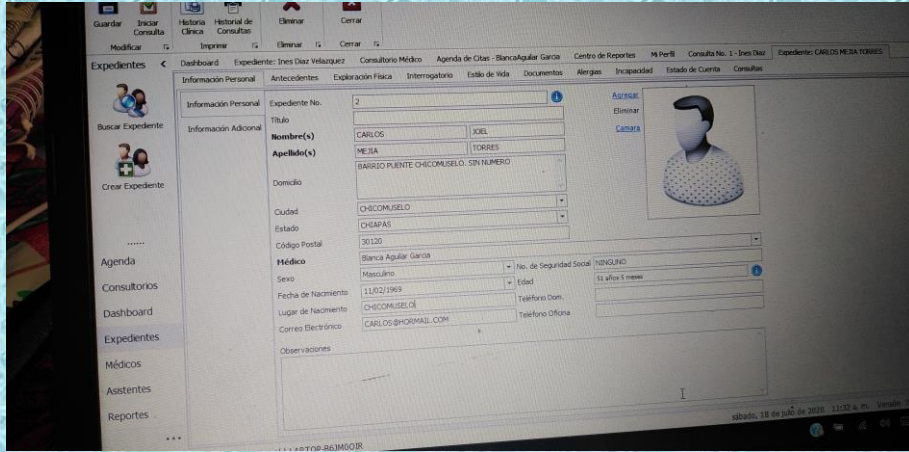 Guardar Iniciar Consulta Historia Clínica Historial de Consultas Eliminar Cerrar
Modificar Imprimir Eliminar Cerrar
Expedientes
Dashboard Expediente: Ines Diaz Velazquez Consultorio Médico Agenda de Citas - BlancaAguilar Garcia Centro de Reportes Mi Perfil Consulta No. 1 - Ines Diaz Expediente: CARLOS MEJIA TORRES
Información Personal Antecedentes Exploración Física Interrogatorio Estilo de Vida Documentos Alergias Incapacidad Estado de Cuenta Consultas
Información Personal
Información Adicional
Buscar Expediente
Crear Expediente
Agenda
Consultorios
Dashboard
Expedientes
Médicos
Asistentes
Reportes
Expediente No. 2
Título
Nombre(s) CARLOS JOEL
Apellido(s) MEJIA TORRES
Domicilio BARRIO PUENTE CHICOMUSELO. SIN NUMERO
Ciudad CHICOMUSELO
Estado CHIAPAS
Código Postal 30120
Médico Blanca Aguilar Garcia
Sexo Masculino No. de Seguridad Social NINGUNO
Fecha de Nacimiento 11/02/1969 Edad 51 años 5 meses
Lugar de Nacimiento CHICOMUSELO Teléfono Dom.
Correo Electrónico CARLOS@HORMAIL.COM Teléfono Oficina
Observaciones
Agregar
Eliminar
Camara
sábado, 18 de julio de 2020 11:32 a. m. Versión